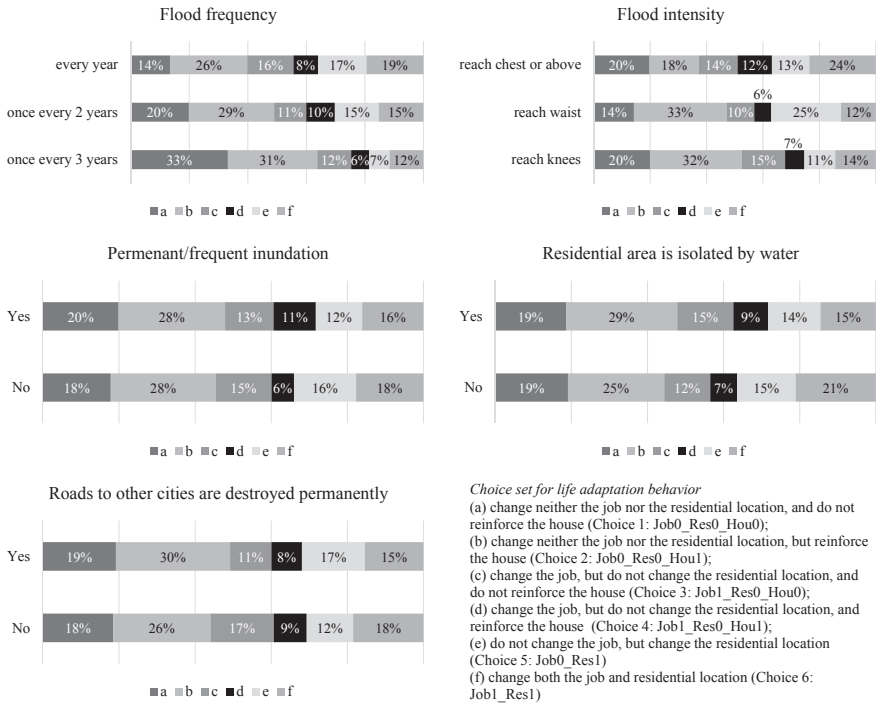 Flood frequency
every year 14% 26% 16% 8% 17% 19%
once every 2 years 20% 29% 11% 10% 15% 15%
once every 3 years 33% 31% 12% 6% 7% 12%
a b c d e f
Flood intensity
reach chest or above 20% 18% 14% 12% 13% 24%
6%
reach waist 14% 33% 10% 25% 12%
7%
reach knees 20% 32% 15% 11% 14%
a b c d e f
Permenant/frequent inundation
Yes 20% 28% 13% 11% 12% 16%
No 18% 28% 15% 6% 16% 18%
a b c d e f
Residential area is isolated by water
Yes 19% 29% 15% 9% 14% 15%
No 19% 25% 12% 7% 15% 21%
a b c d e f
Roads to other cities are destroyed permanently
Yes 19% 30% 11% 8% 17% 15%
No 18% 26% 17% 9% 12% 18%
a b c d e f
Choice set for life adaptation behavior
(a) change neither the job nor the residential location, and do not
reinforce the house (Choice 1: Job0_Res0_Hou0);
(b) change neither the job nor the residential location, but reinforce
the house (Choice 2: Job0_Res0_Hou1);
(c) change the job, but do not change the residential location, and
do not reinforce the house (Choice 3: Job1_Res0_Hou0);
(d) change the job, but do not change the residential location, and
reinforce the house (Choice 4: Job1_Res0_Hou1);
(e) do not change the job, but change the residential location
(Choice 5: Job0_Res1)
(f) change both the job and residential location (Choice 6:
Job1_Res1)